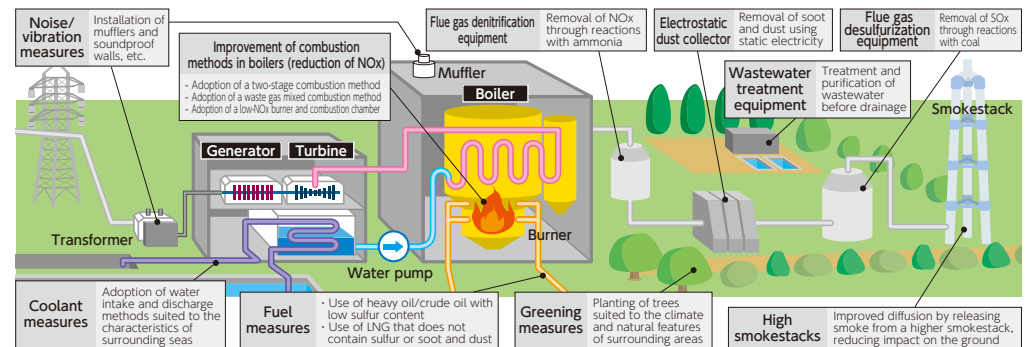 Noise/
vibration
measures
Installation of
mufflers and
soundproof
walls, etc.
Improvement of combustion
methods in boilers (reduction of NOx)
- Adoption of a two-stage combustion method
- Adoption of a waste gas mixed combustion method
- Adoption of a low-NOx burner and combustion chamber
Flue gas denitrification
equipment
Removal of NOx
through reactions
with ammonia
Electrostatic
dust collector
Removal of soot
and dust using
static electricity
Flue gas
desulfurization
equipment
Removal of SOx
through reactions
with coal
Muffler
Boiler
Wastewater
treatment
equipment
Treatment and
purification of
wastewater
before drainage
Smokestack
Generator
Turbine
Transformer
Water pump
Burner
Coolant
measures
Adoption of water
intake and discharge
methods suited to the
characteristics of
surrounding seas
Fuel
measures
· Use of heavy oil/crude oil with
low sulfur content
· Use of LNG that does not
contain sulfur or soot and dust
Greening
measures
Planting of trees
suited to the climate
and natural features
of surrounding areas
High
smokestacks
Improved diffusion by releasing
smoke from a higher smokestack,
reducing impact on the ground